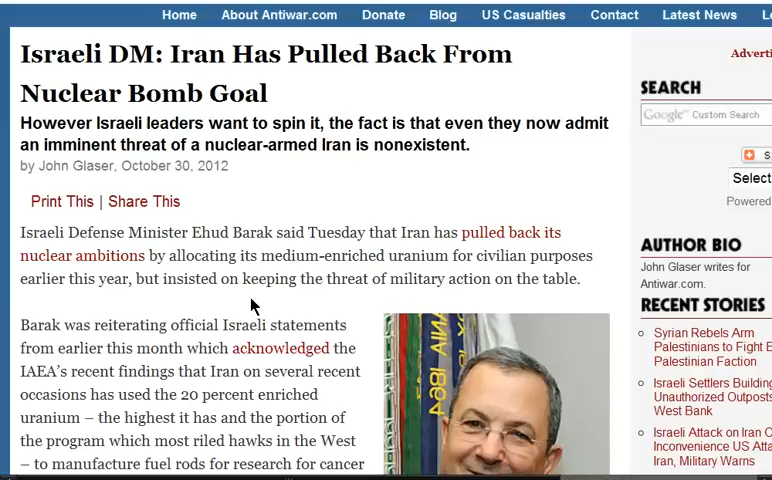 Home About Antiwar.com Donate Blog US Casualties Contact Latest News
Israeli DM: Iran Has Pulled Back From
Nuclear Bomb Goal
However Israeli leaders want to spin it, the fact is that even they now admit
an imminent threat of a nuclear-armed Iran is nonexistent.
by John Glaser, October 30, 2012
Print This | Share This
Israeli Defense Minister Ehud Barak said Tuesday that Iran has pulled back its
nuclear ambitions by allocating its medium-enriched uranium for civilian purposes
earlier this year, but insisted on keeping the threat of military action on the table.
Barak was reiterating official Israeli statements
from earlier this month which acknowledged the
IAEA’s recent findings that Iran on several recent
occasions has used the 20 percent enriched
uranium – the highest it has and the portion of
the program which most riled hawks in the West
– to manufacture fuel rods for research for cancer
1864
SEARCH
Google™ Custom Search
Select
Powered
AUTHOR BIO
John Glaser writes for
Antiwar.com.
RECENT STORIES
Syrian Rebels Arm
Palestinians to Fight
Palestinian Faction
Israeli Settlers Building
Unauthorized Outposts
West Bank
Israeli Attack on Iran
Inconvenience US
Iran, Military Warns